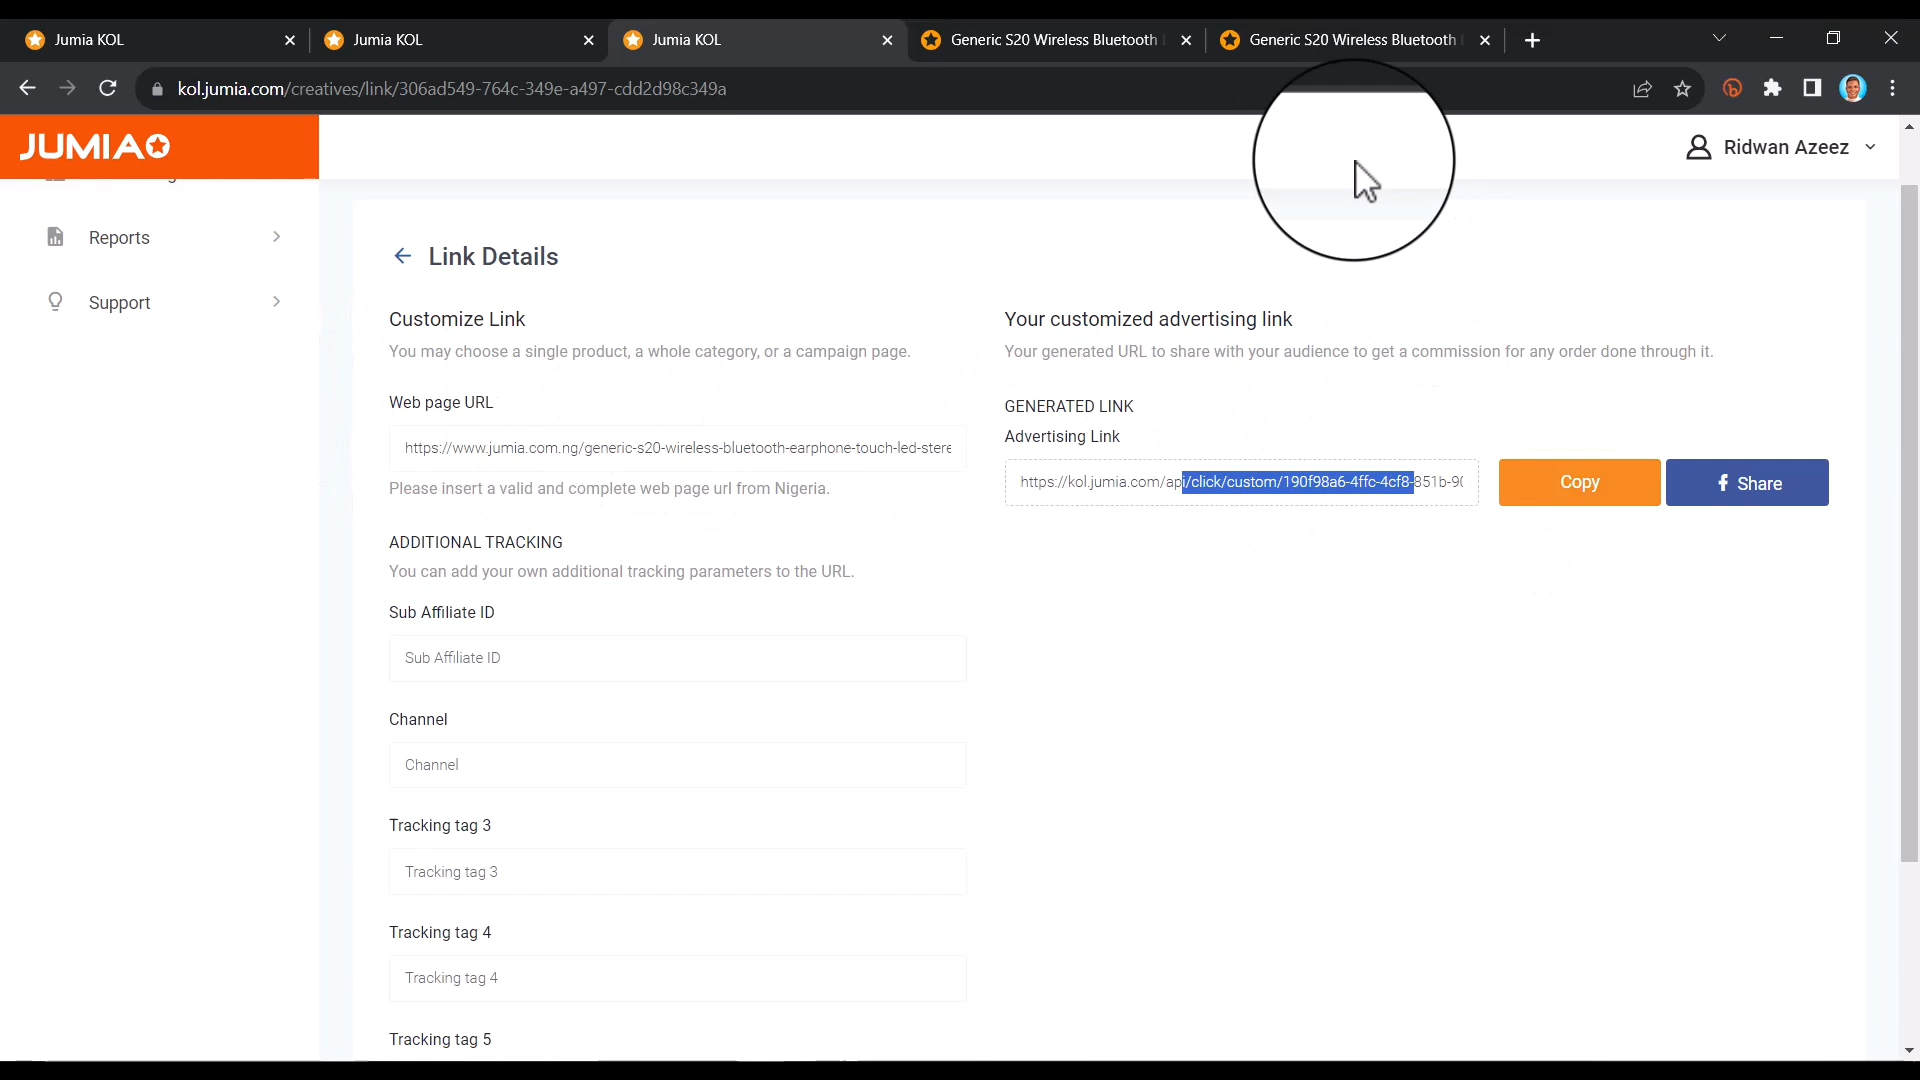 Jumia KOL
Jumia KOL
Jumia KOL
Generic S20 Wireless Bluetooth
Generic S20 Wireless Bluetooth
kol.jumia.com/creatives/link/306ad549-764c-349e-a497-cdd2d98c349a
JUMIA
Ridwan Azeez
Reports
Support
Link Details
Customize Link
You may choose a single product, a whole category, or a campaign page.
Web page URL
https://www.jumia.com.ng/generic-s20-wireless-bluetooth-earphone-touch-led-stere
Please insert a valid and complete web page url from Nigeria.
ADDITIONAL TRACKING
You can add your own additional tracking parameters to the URL.
Sub Affiliate ID
Sub Affiliate ID
Channel
Channel
Tracking tag 3
Tracking tag 3
Tracking tag 4
Tracking tag 4
Tracking tag 5
Your customized advertising link
Your generated URL to share with your audience to get a commission for any order done through it.
GENERATED LINK
Advertising Link
https://kol.jumia.com/api/click/custom/190f98a6-4ffc-4cf8-851b-90
Copy
f Share